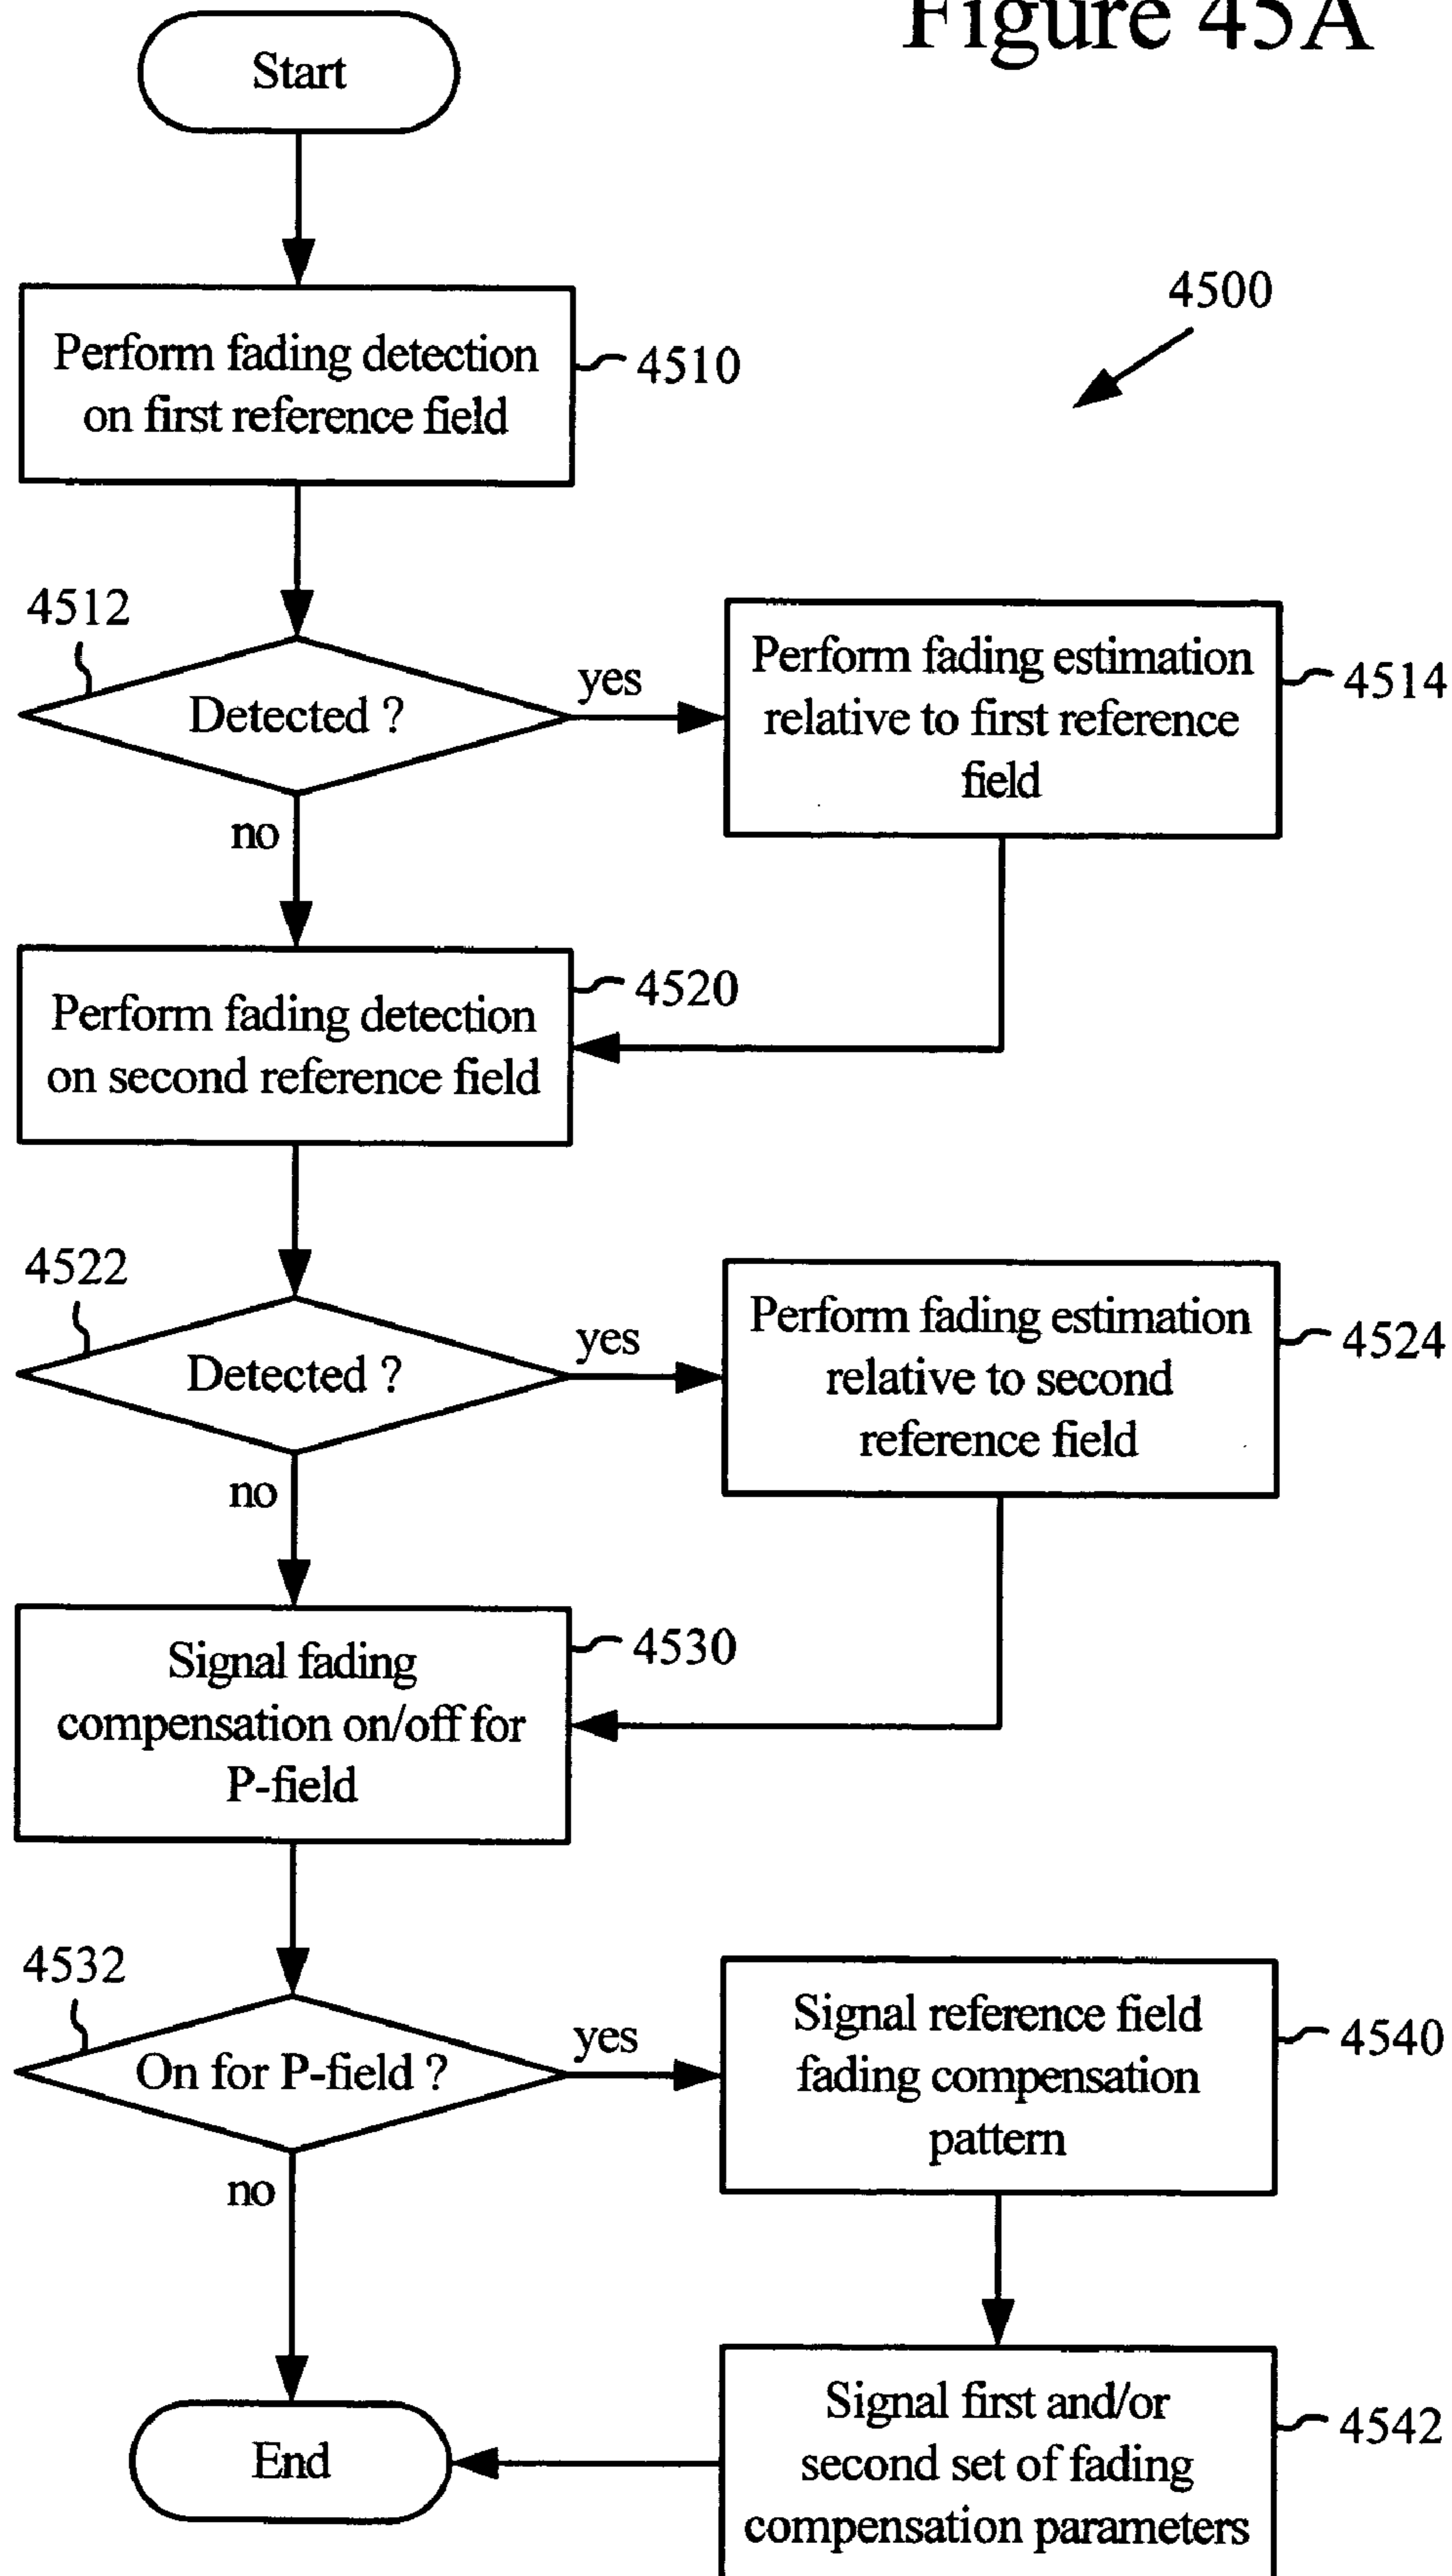 Figure 45A
Start
4500
Perform fading detection
on first reference field
4510
4512
Detected ?
yes
Perform fading estimation
relative to first reference
field
4514
no
Perform fading detection
on second reference field
4520
4522
Detected ?
yes
Perform fading estimation
relative to second
reference field
4524
no
Signal fading
compensation on/off for
P-field
4530
4532
On for P-field ?
yes
Signal reference field
fading compensation
pattern
4540
no
End
Signal first and/or
second set of fading
compensation parameters
4542